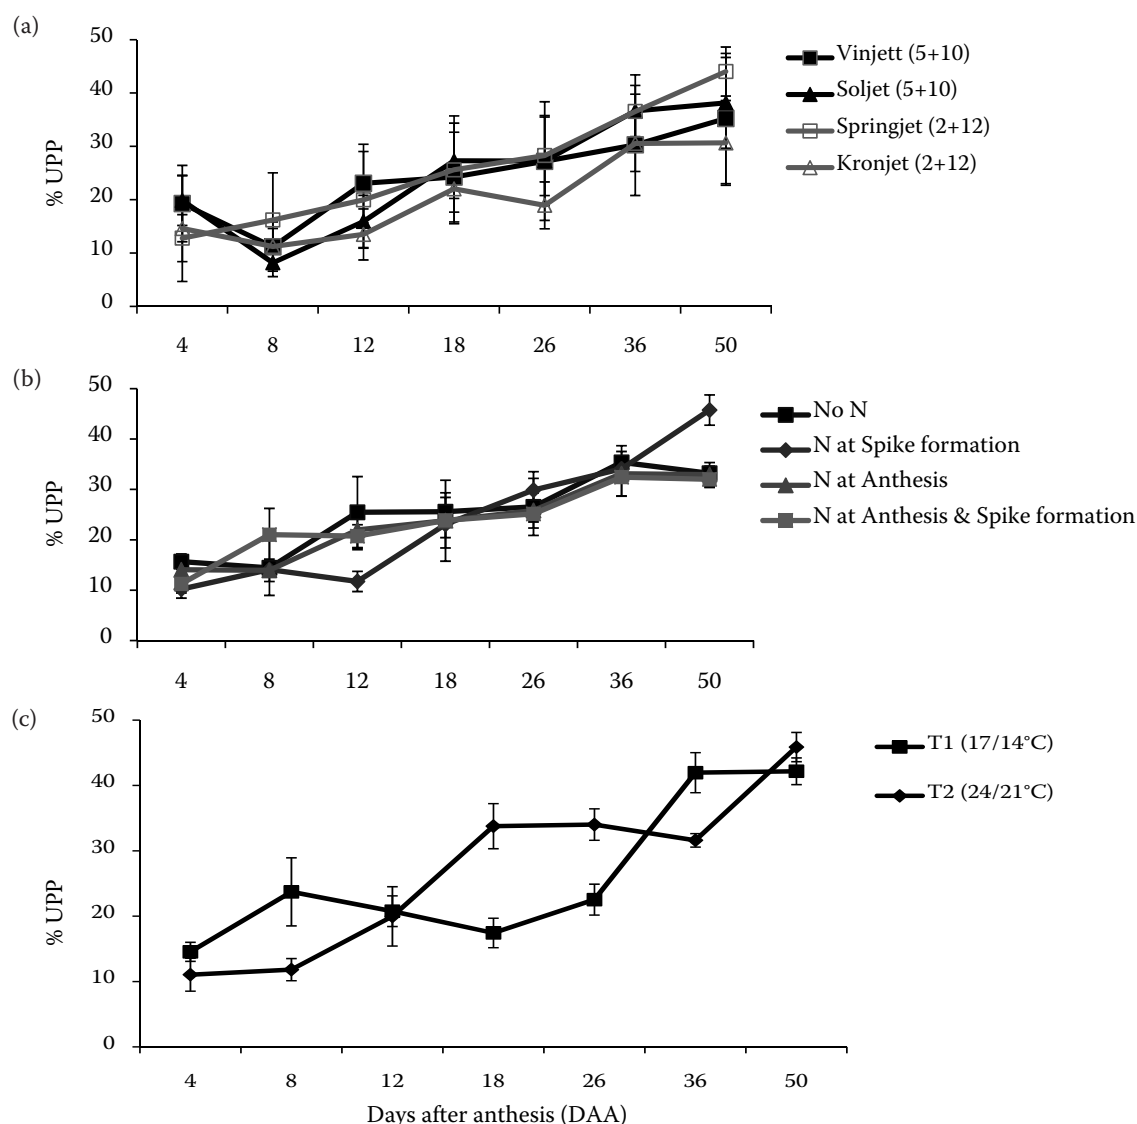 (a)
50
40
30
20
10
0
% UPP
4 8 12 18 26 36 50
Vinjett (5+10)
Soljet (5+10)
Springjet (2+12)
Kronjet (2+12)
(b)
50
40
30
20
10
0
% UPP
4 8 12 18 26 36 50
No N
N at Spike formation
N at Anthesis
N at Anthesis & Spike formation
(c)
50
40
30
20
10
0
% UPP
4 8 12 18 26 36 50
Days after anthesis (DAA)
T1 (17/14°C)
T2 (24/21°C)